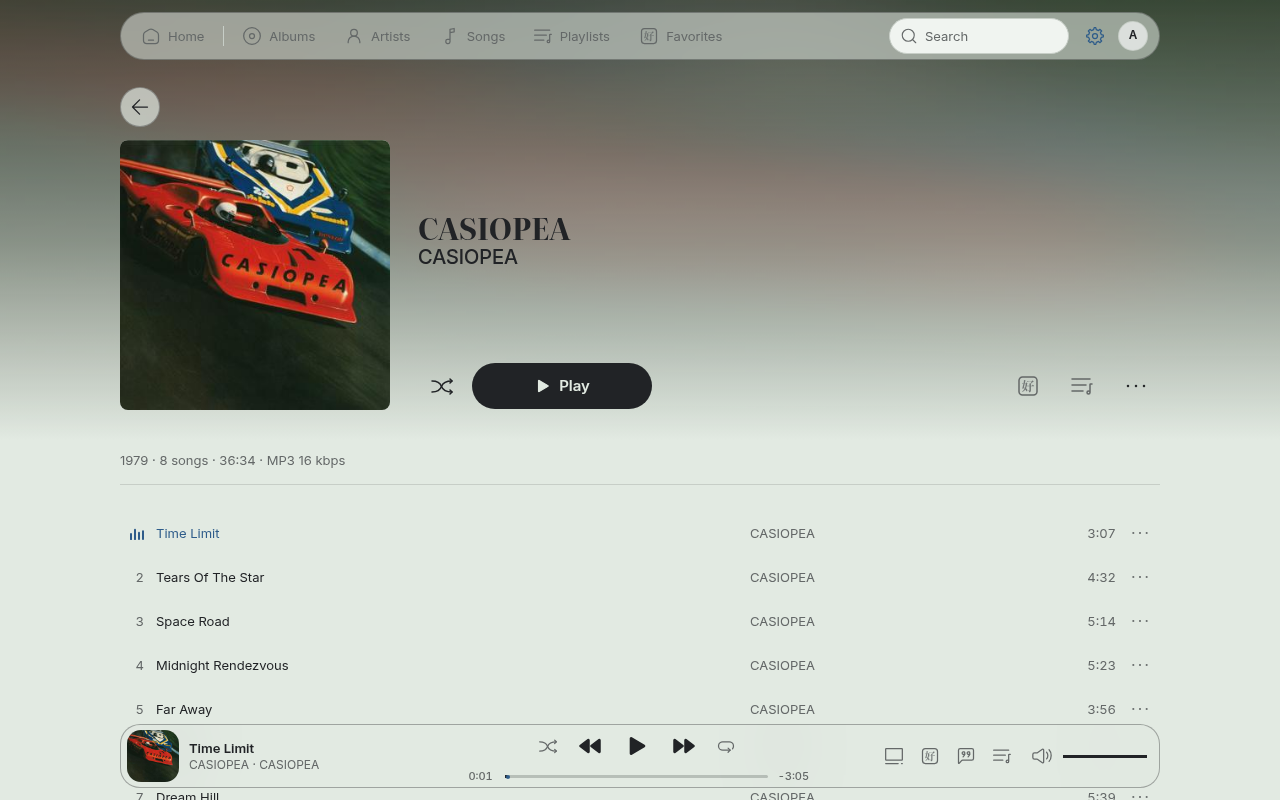 Home
Albums
Artists
Songs
Playlists
好
Favorites
Search
A
CASIOPEA
CASIOPEA
CASIOPEA
Play
好
1979 · 8 songs · 36:34 · MP3 16 kbps
Time Limit CASIOPEA 3:07
2 Tears Of The Star CASIOPEA 4:32
3 Space Road CASIOPEA 5:14
4 Midnight Rendezvous CASIOPEA 5:23
5 Far Away CASIOPEA 3:56
Time Limit
CASIOPEA · CASIOPEA
0:01
-3:05
好
7 Dream Hill CASIOPEA 5:39